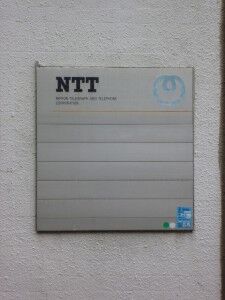 NTT
NIPPON TELEGRAPH AND TELEPHONE
CORPORATION